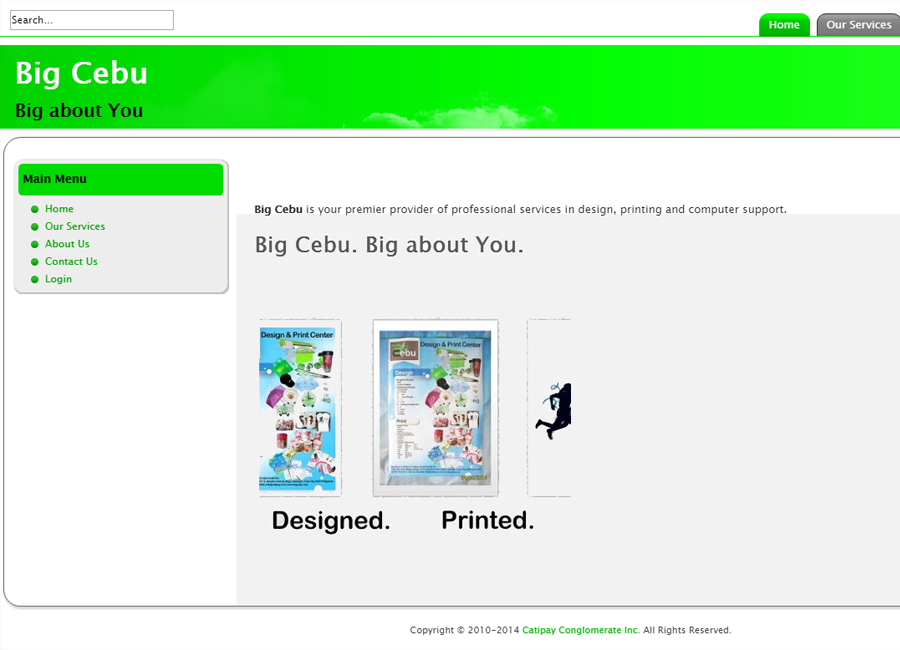 Search...
Home
Our Services
Big Cebu
Big about You
Main Menu
Home
Our Services
About Us
Contact Us
Login
Big Cebu is your premier provider of professional services in design, printing and computer support.
Big Cebu. Big about You.
Design & Print Center
Design & Print Center
cebu
Design
Print
Designed.
Printed.
Copyright © 2010-2014 Catipay Conglomerate Inc. All Rights Reserved.